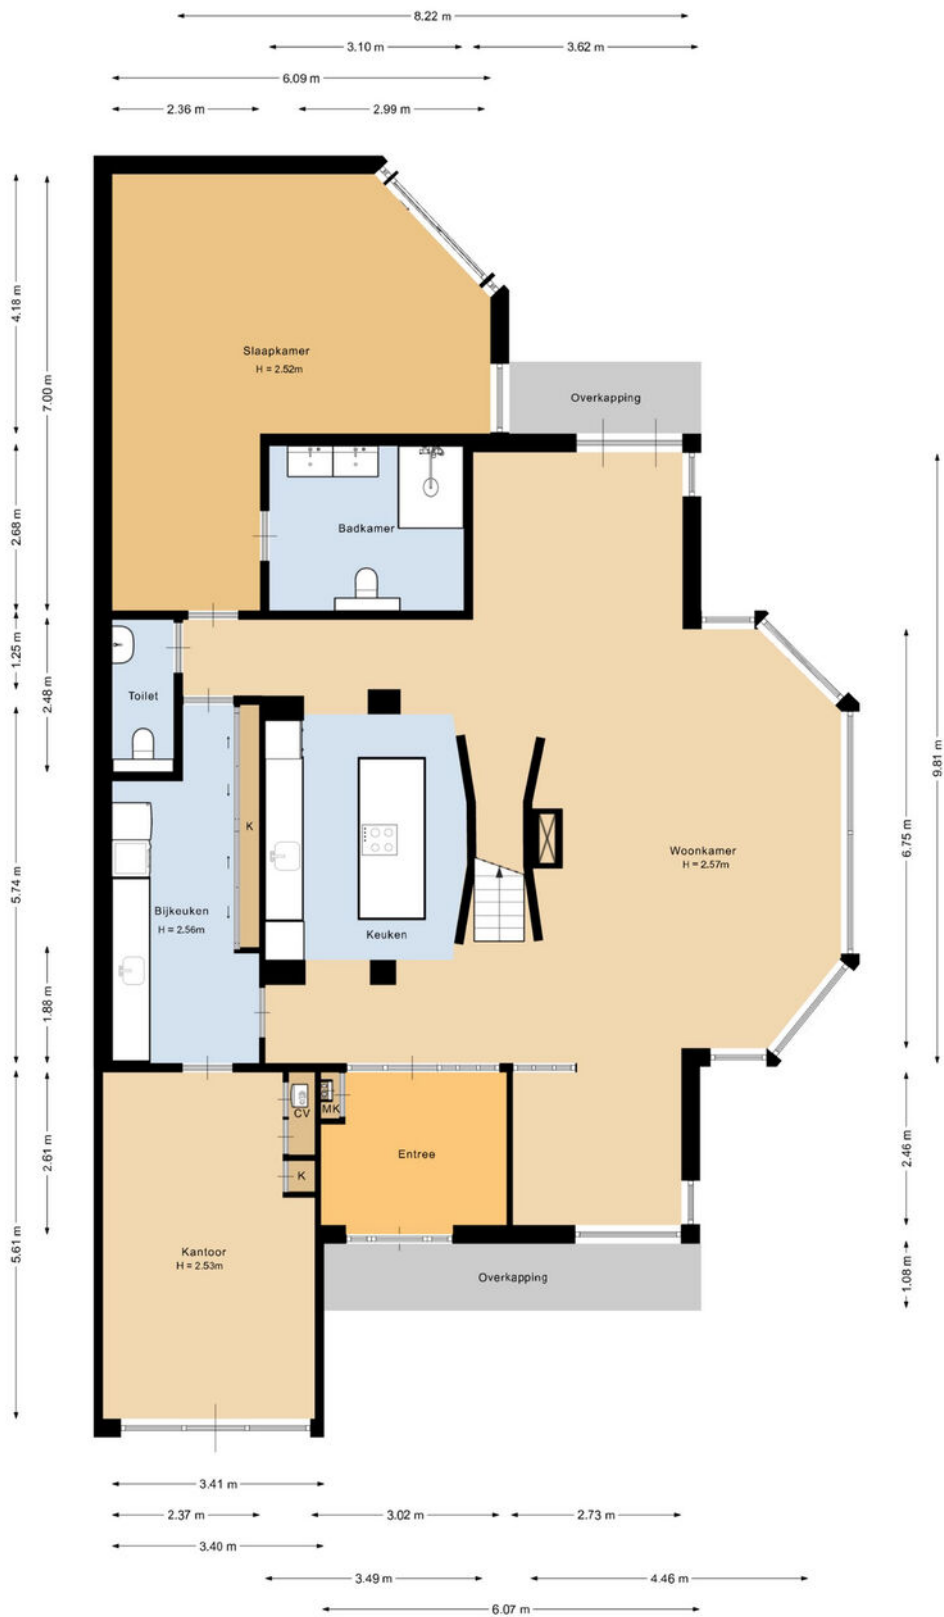 8.22 m
3.10 m
3.62 m
6.09 m
2.36 m
2.99 m
4.18 m
7.00 m
Slaapkamer
H = 2.52m
Overkapping
2.68 m
Badkamer
1.25 m
2.48 m
Toilet
9.81 m
6.75 m
5.74 m
K
Woonkamer
H = 2.57m
Bijkeuken
H = 2.56m
Keuken
1.88 m
CV
MK
K
Entree
2.61 m
2.46 m
5.61 m
Kantoor
H = 2.53m
Overkapping
1.08 m
3.41 m
2.37 m
3.02 m
2.73 m
3.40 m
3.49 m
4.46 m
6.07 m